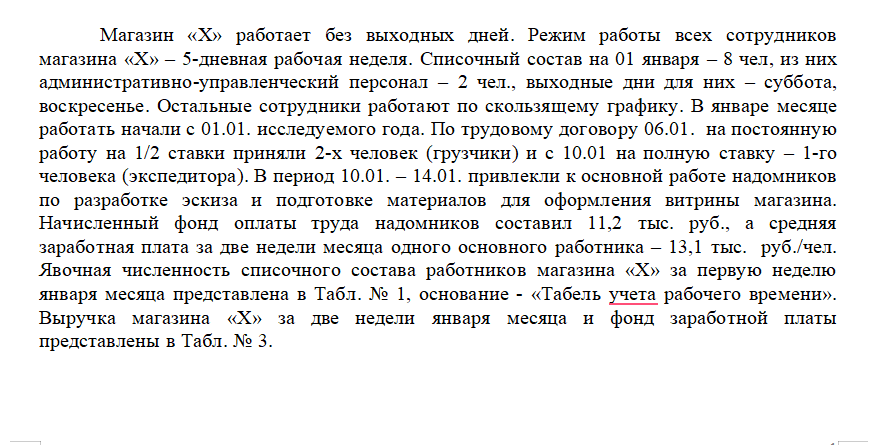 Магазин «Х» работает без выходных дней. Режим работы всех сотрудников
магазина «Х» – 5-дневная рабочая неделя. Списочный состав на 01 января – 8 чел, из них
административно-управленческий персонал – 2 чел., выходные дни для них – суббота,
воскресенье. Остальные сотрудники работают по скользящему графику. В январе месяце
работать начали с 01.01. исследуемого года. По трудовому договору 06.01. на постоянную
работу на 1/2 ставки приняли 2-х человек (грузчики) и с 10.01 на полную ставку – 1-го
человека (экспедитора). В период 10.01. – 14.01. привлекли к основной работе надомников
по разработке эскиза и подготовке материалов для оформления витрины магазина.
Начисленный фонд оплаты труда надомников составил 11,2 тыс. руб., а средняя
заработная плата за две недели месяца одного основного работника – 13,1 тыс. руб./чел.
Явочная численность списочного состава работников магазина «Х» за первую неделю
января месяца представлена в Табл. № 1, основание - «Табель учета рабочего времени».
Выручка магазина «Х» за две недели января месяца и фонд заработной платы
представлены в Табл. № 3.